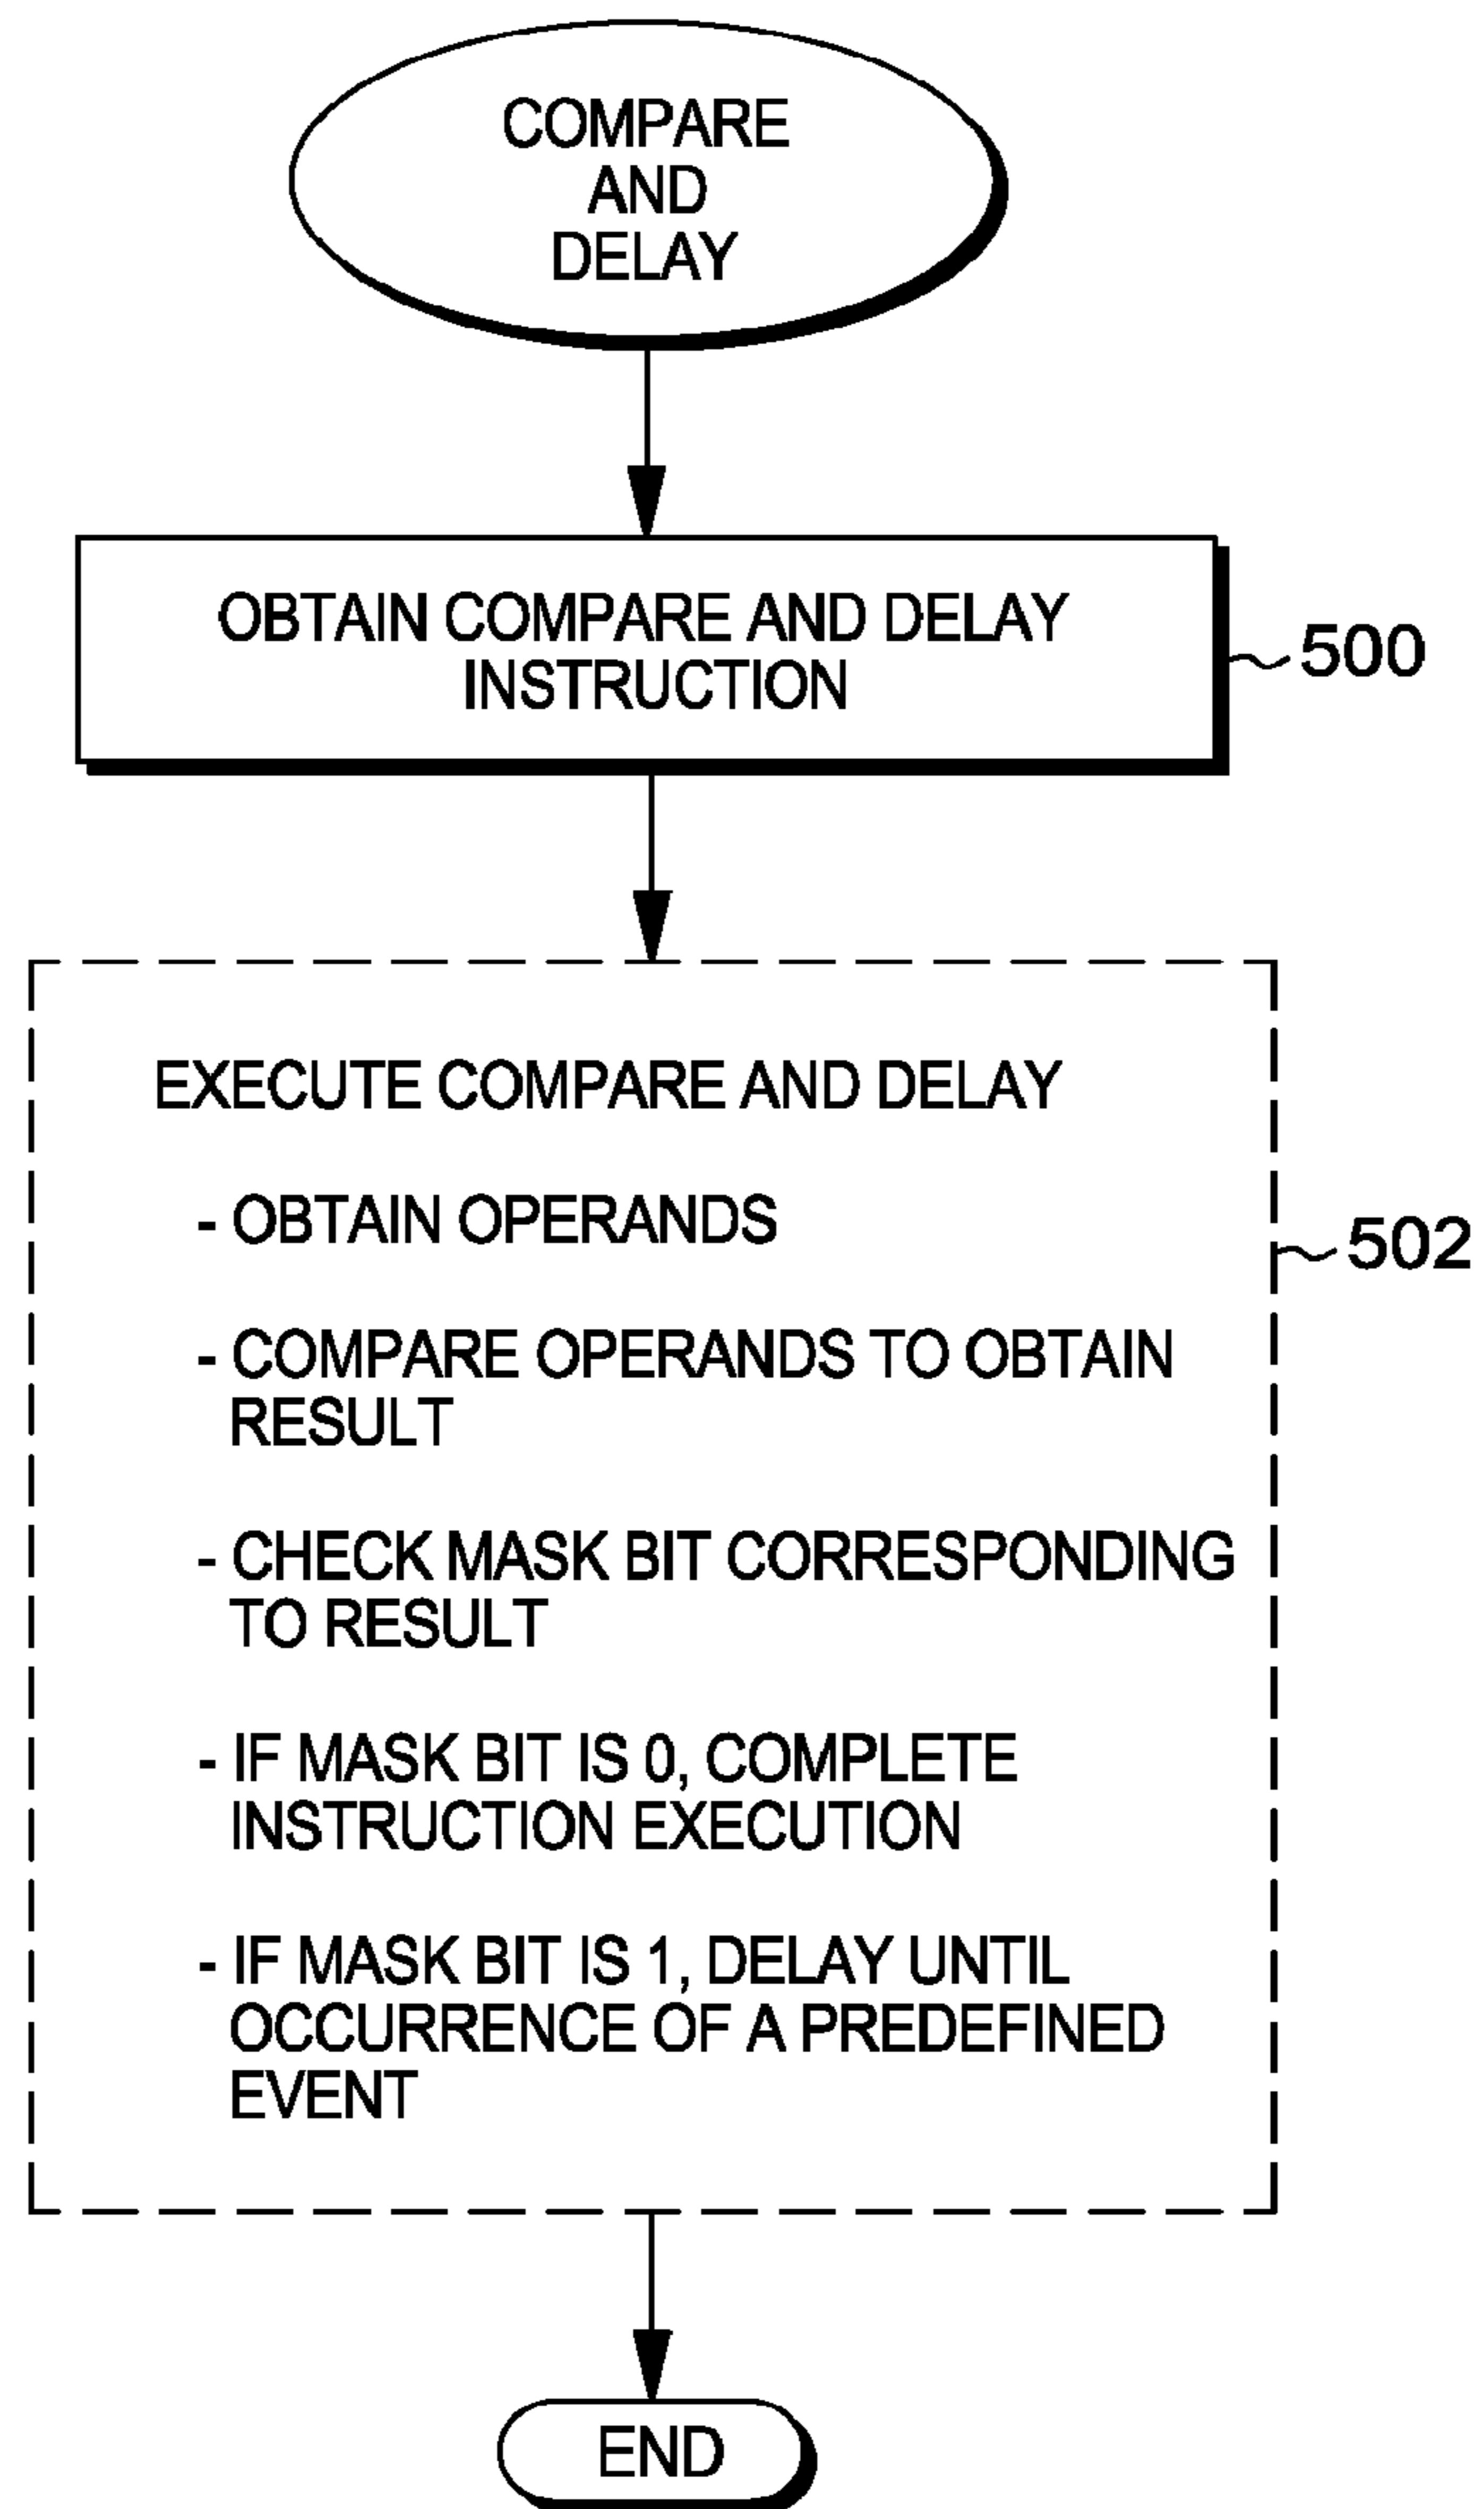 COMPARE
AND
DELAY
OBTAIN COMPARE AND DELAY
INSTRUCTION
500
EXECUTE COMPARE AND DELAY
- OBTAIN OPERANDS
502
- COMPARE OPERANDS TO OBTAIN
RESULT
- CHECK MASK BIT CORRESPONDING
TO RESULT
- IF MASK BIT IS 0, COMPLETE
INSTRUCTION EXECUTION
- IF MASK BIT IS 1, DELAY UNTIL
OCCURRENCE OF A PREDEFINED
EVENT
END